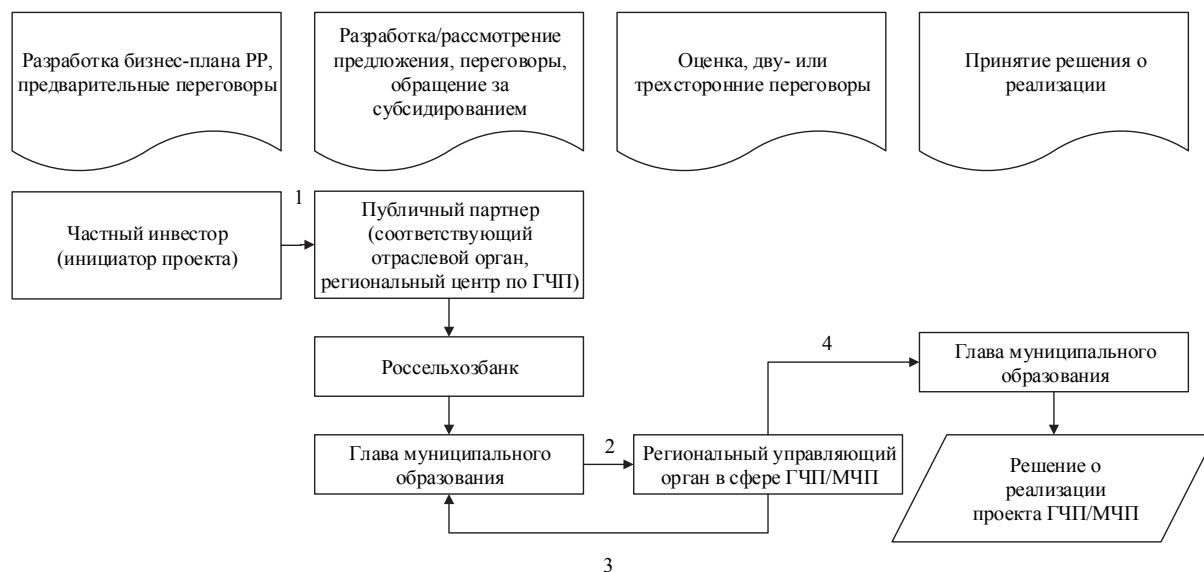 Разработка бизнес-плана РР,
предварительные переговоры
Разработка/рассмотрение
предложения, переговоры,
обращение за
субсидированием
Оценка, дву- или
трехсторонние переговоры
Принятие решения о
реализации
Частный инвестор
(инициатор проекта)
1
Публичный партнер
(соответствующий
отраслевой орган,
региональный центр по ГЧП)
Россельхозбанк
Глава муниципального
образования
2
Региональный управляющий
орган в сфере ГЧП/МЧП
3
4
Глава муниципального
образования
Решение о
реализации
проекта ГЧП/МЧП